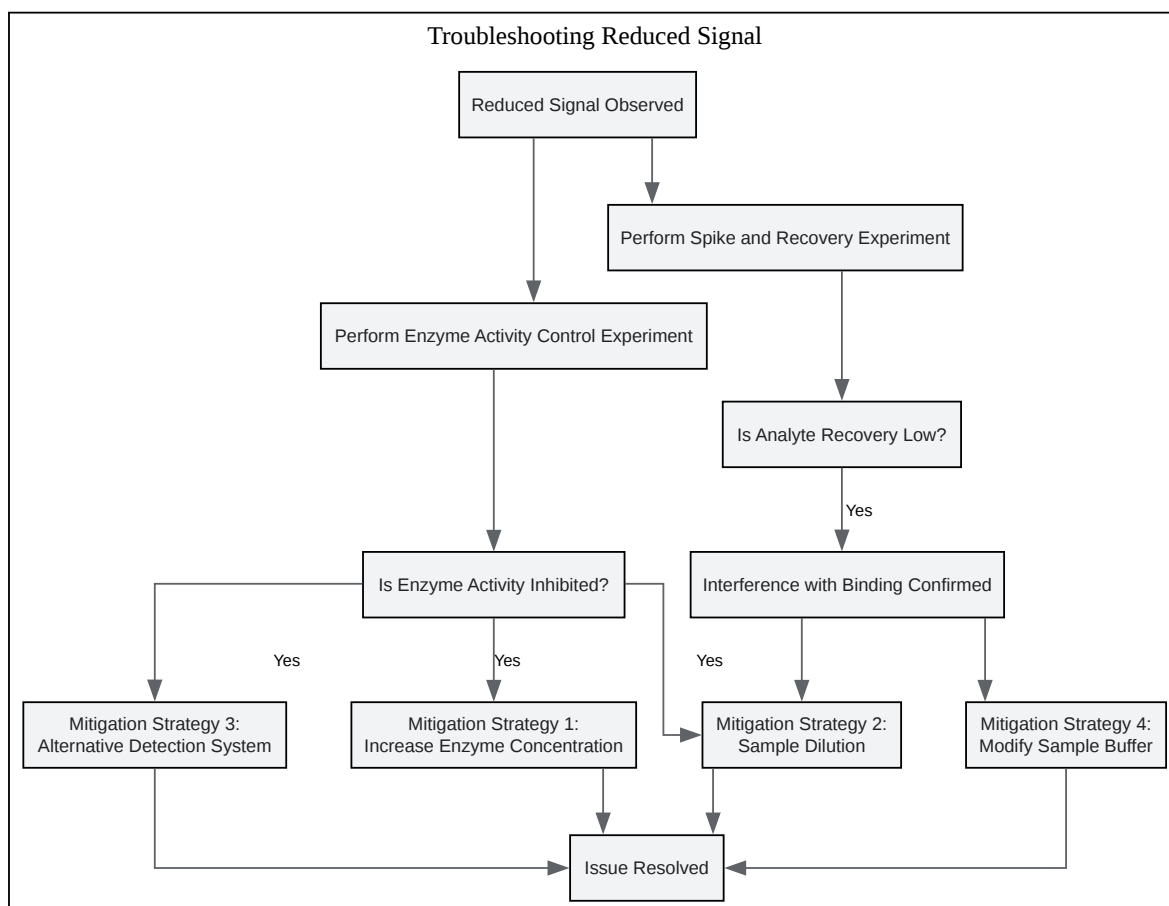 Troubleshooting Reduced Signal
Reduced Signal Observed
Perform Spike and Recovery Experiment
Perform Enzyme Activity Control Experiment
Is Analyte Recovery Low?
Yes
Is Enzyme Activity Inhibited?
Interference with Binding Confirmed
Yes
Yes
Yes
Mitigation Strategy 3:
Alternative Detection System
Mitigation Strategy 1:
Increase Enzyme Concentration
Mitigation Strategy 2:
Sample Dilution
Mitigation Strategy 4:
Modify Sample Buffer
Issue Resolved